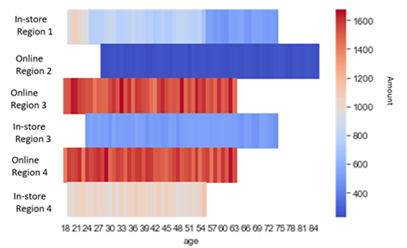 In-store
Region 1
Online
Region 2
Online
Region 3
In-store
Region 3
Online
Region 4
In-store
Region 4
18 21 24 27 30 33 36 39 42 45 48 51 54 57 60 63 66 69 72 75 78 81 84
age
1600
1400
1200
1000
800
600
400
Amount